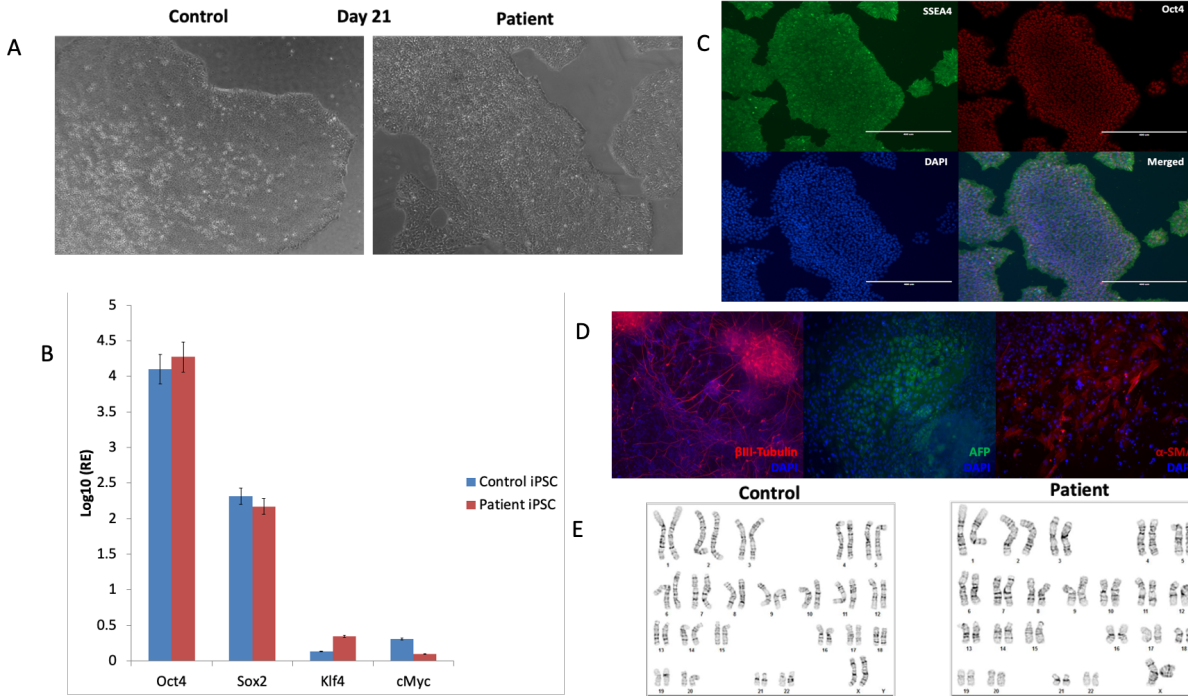 Control Day 21 Patient
A
C
SSEA4
Oct4
DAPI
Merged
B
5
4.5
4
3.5
3
2.5
2
1.5
1
0.5
0
Log10 (RE)
Oct4 Sox2 Klf4 cMyc
Control iPSC
Patient iPSC
D
βIII-Tubulin
DAPI
AFP
DAPI
α-SMA
DAP
E
Control
1 2 3 4 5
6 7 8 9 10 11 12
13 14 15 16 17 18
19 20 21 22 X Y
Patient
1 2 3 4 5
6 7 8 9 10 11 12
13 14 15 16 17 18
19 20 21 22 X